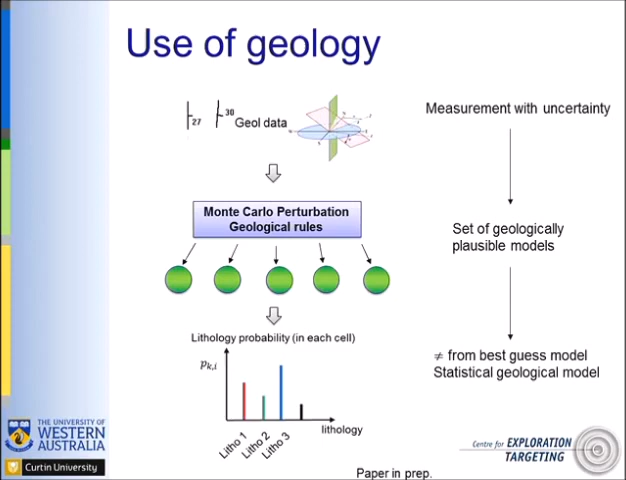 Use of geology
27
30
Geol data
Measurement with uncertainty
Monte Carlo Perturbation
Geological rules
Set of geologically
plausible models
Lithology probability (in each cell)
p_{k,i}
≠ from best guess model
Statistical geological model
lithology
Litho 1
Litho 2
Litho 3
THE UNIVERSITY OF
WESTERN
AUSTRALIA
Curtin University
Centre for EXPLORATION
TARGETING
Paper in prep.